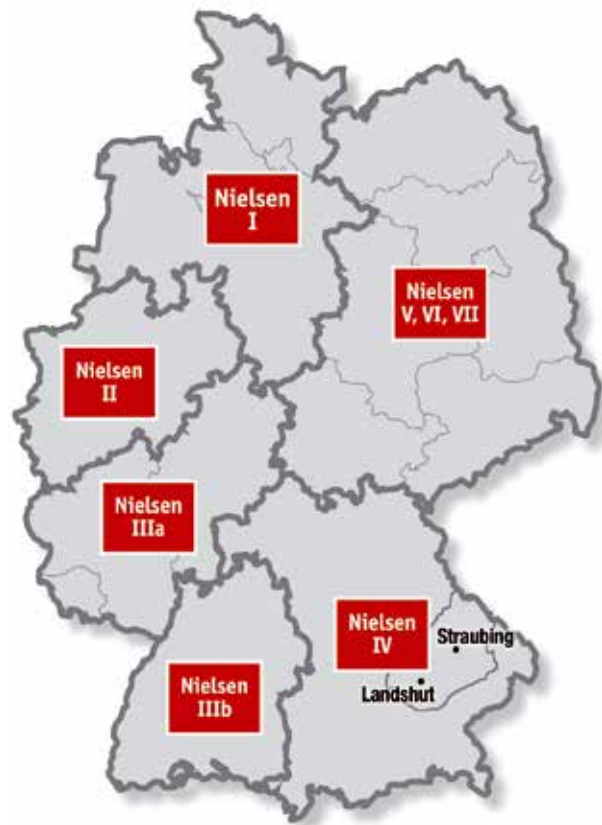 Nielsen
I
Nielsen
V, VI, VII
Nielsen
II
Nielsen
IIIa
Nielsen
IV
Straubing
Landshut
Nielsen
IIIb